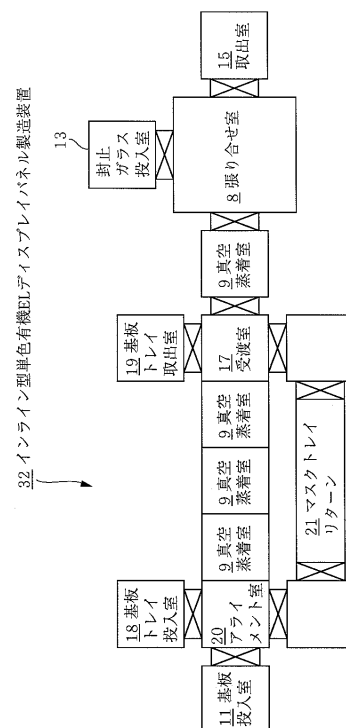 32 インライン型単色有機ELディスプレイパネル製造装置
13
封止
ガラス
投入室
15
取出室
8 張り合せ室
9 真空
蒸着室
19 基板
トレイ
取出室
17
受渡室
9 真空
蒸着室
9 真空
蒸着室
9 真空
蒸着室
21 マスクトレイ
リターン
18 基板
トレイ
投入室
20
アライ
メント室
11 基板
投入室